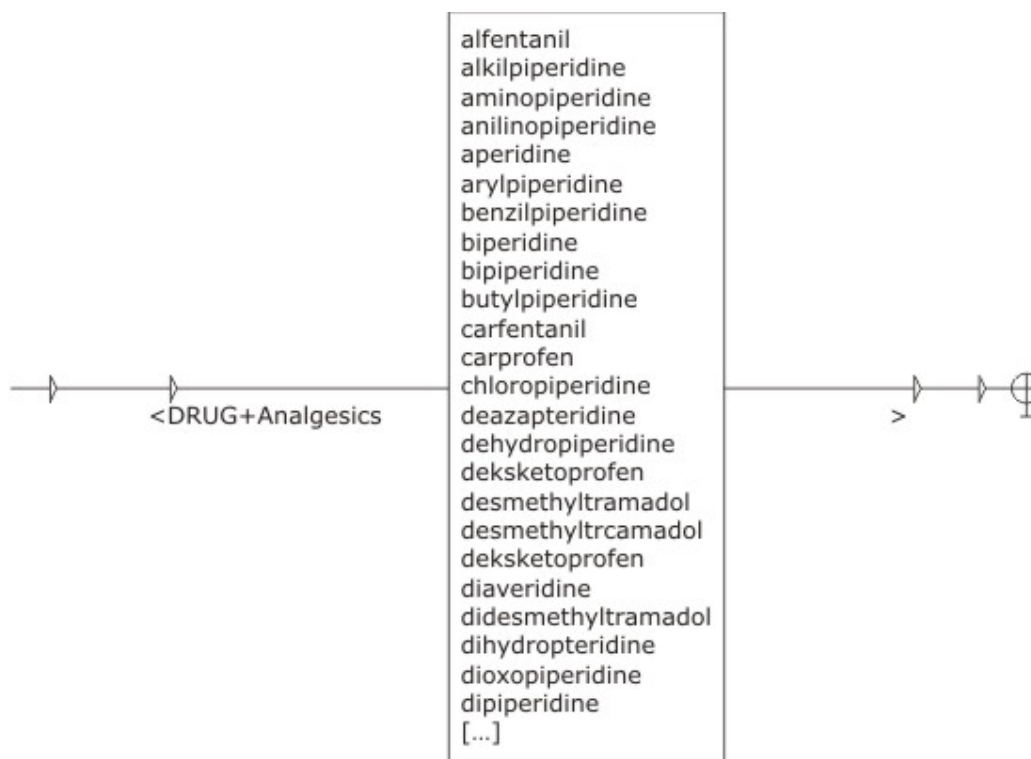 alfentanil
alkilpiperidine
aminopiperidine
anilinopiperidine
aperidine
arylpiperidine
benzilpiperidine
biperidine
bipiperidine
butylpiperidine
carfentanil
carprofen
chloropiperidine
<DRUG+Analgesics
deazapteridine
>
dehydropiperidine
deksketoprofen
desmethyltramadol
desmethyltrcamadol
deksketoprofen
diaveridine
didesmethyltramadol
dihydropteridine
dioxopiperidine
dipiperidine
[...]